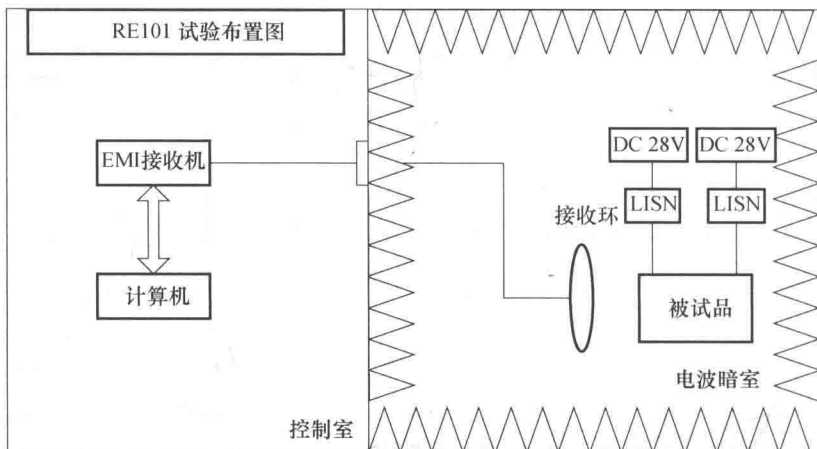 RE101 试验布置图
EMI接收机
计算机
控制室
DC 28V
DC 28V
LISN
LISN
接收环
被试品
电波暗室